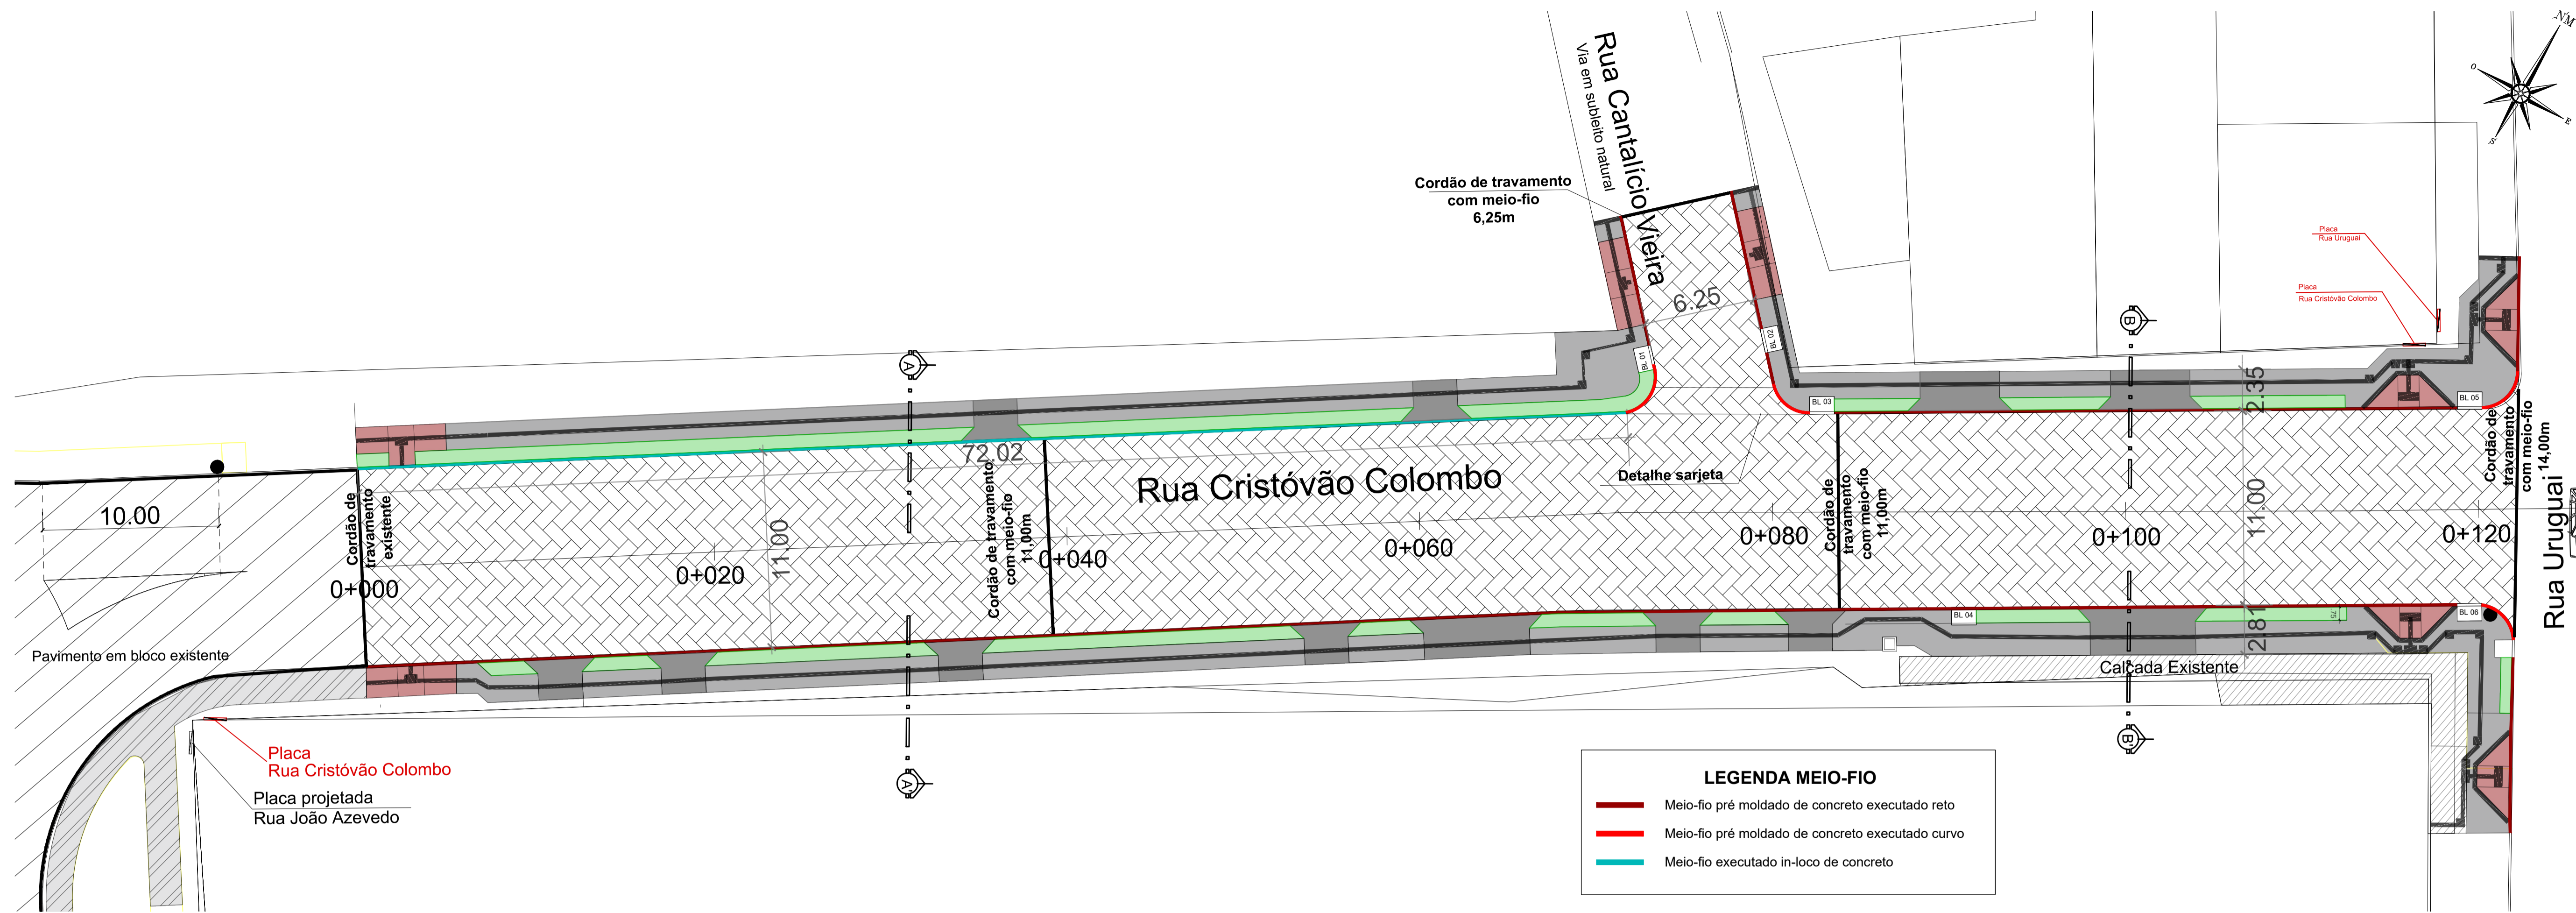 NM
O
E
S
Rua Cantalício Vieira
Via em subleito natural
Cordão de travamento
com meio-fio
6,25m
Placa
Rua Uruguai
Placa
Rua Cristóvão Colombo
6.25
BL 01
BL 02
BL 03
BL 05
A
B
2.35
10.00
Cordão de
travamento
existente
72.02
Cordão de travamento
com meio-fio
11,00m
Rua Cristóvão Colombo
Detalhe sarjeta
Cordão de
travamento
com meio-fio
11,00m
Cordão de
travamento
com meio-fio
14,00m
11.00
11.00
0+000
0+020
0+040
0+060
0+080
0+100
0+120
Rua Uruguai
BL 04
BL 06
.75
2.81
Pavimento em bloco existente
Calçada Existente
A'
B'
Placa
Rua Cristóvão Colombo
Placa projetada
Rua João Azevedo
LEGENDA MEIO-FIO
Meio-fio pré moldado de concreto executado reto
Meio-fio pré moldado de concreto executado curvo
Meio-fio executado in-loco de concreto